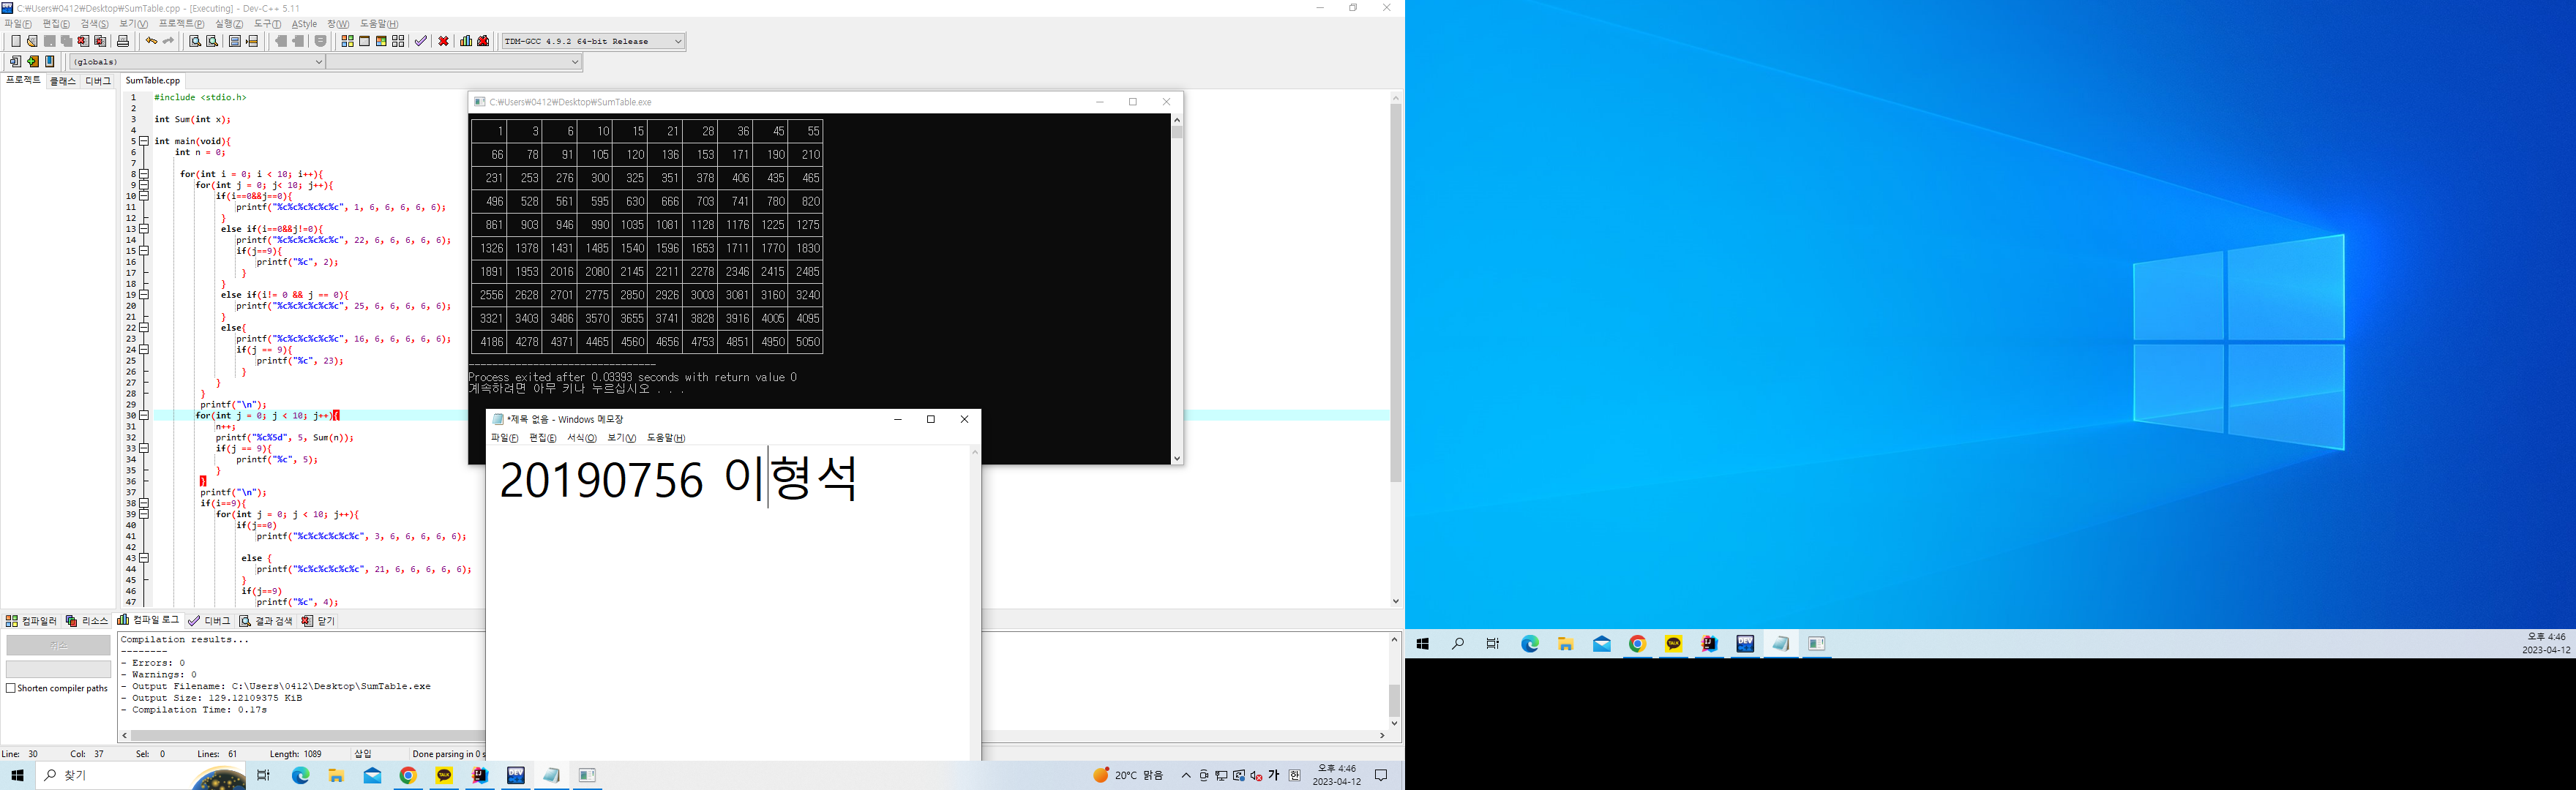 C:₩Users₩0412₩Desktop₩SumTable.cpp - [Executing] - Dev-C++ 5.11
파일(F) 편집(E) 검색(S) 보기(V) 프로젝트(P) 실행(Z) 도구(T) AStyle 창(W) 도움말(H)
TDM-GCC 4.9.2 64-bit Release
(globals)
프로젝트 클래스 디버그 SumTable.cpp
1 #include <stdio.h>
2
3 int Sum(int x);
4
5 int main(void){
6 int n = 0;
7
8 for(int i = 0; i < 10; i++){
9 for(int j = 0; j< 10; j++){
10 if(i==0&&j==0){
11 printf("%c%c%c%c%c%c", 1, 6, 6, 6, 6, 6);
12 }
13 else if(i==0&&j!=0){
14 printf("%c%c%c%c%c%c", 22, 6, 6, 6, 6, 6);
15 if(j==9){
16 printf("%c", 2);
17 }
18 }
19 else if(i!= 0 && j == 0){
20 printf("%c%c%c%c%c%c", 25, 6, 6, 6, 6, 6);
21 }
22 else{
23 printf("%c%c%c%c%c%c", 16, 6, 6, 6, 6, 6);
24 if(j == 9){
25 printf("%c", 23);
26 }
27 }
28 }
29 printf("\n");
30 for(int j = 0; j < 10; j++){
31 n++;
32 printf("%c%5d", 5, Sum(n));
33 if(j == 9){
34 printf("%c", 5);
35 }
36 }
37 printf("\n");
38 if(i==9){
39 for(int j = 0; j < 10; j++){
40 if(j==0)
41 printf("%c%c%c%c%c%c", 3, 6, 6, 6, 6, 6);
42
43 else {
44 printf("%c%c%c%c%c%c", 21, 6, 6, 6, 6, 6);
45 }
46 if(j==9)
47 printf("%c", 4);
C:₩Users₩0412₩Desktop₩SumTable.exe
1 3 6 10 15 21 28 36 45 55
66 78 91 105 120 136 153 171 190 210
231 253 276 300 325 351 378 406 435 465
496 528 561 595 630 666 703 741 780 820
861 903 946 990 1035 1081 1128 1176 1225 1275
1326 1378 1431 1485 1540 1596 1653 1711 1770 1830
1891 1953 2016 2080 2145 2211 2278 2346 2415 2485
2556 2628 2701 2775 2850 2926 3003 3081 3160 3240
3321 3403 3486 3570 3655 3741 3828 3916 4005 4095
4186 4278 4371 4465 4560 4656 4753 4851 4950 5050
--------------------------------
Process exited after 0.03393 seconds with return value 0
계속하려면 아무 키나 누르십시오 . . .
*제목 없음 - Windows 메모장
파일(F) 편집(E) 서식(O) 보기(V) 도움말(H)
20190756 이형석
컴파일러 리소스 컴파일 로그 디버그 결과 검색 닫기
취소
Shorten compiler paths
Compilation results...
--------
- Errors: 0
- Warnings: 0
- Output Filename: C:\Users\0412\Desktop\SumTable.exe
- Output Size: 129.12109375 KiB
- Compilation Time: 0.17s
Line: 30 Col: 37 Sel: 0 Lines: 61 Length: 1089 삽입 Done parsing in 0 s
찾기
TALK
DEV
20°C 맑음
가
한
오후 4:46
2023-04-12
TALK
DEV
오후 4:46
2023-04-12